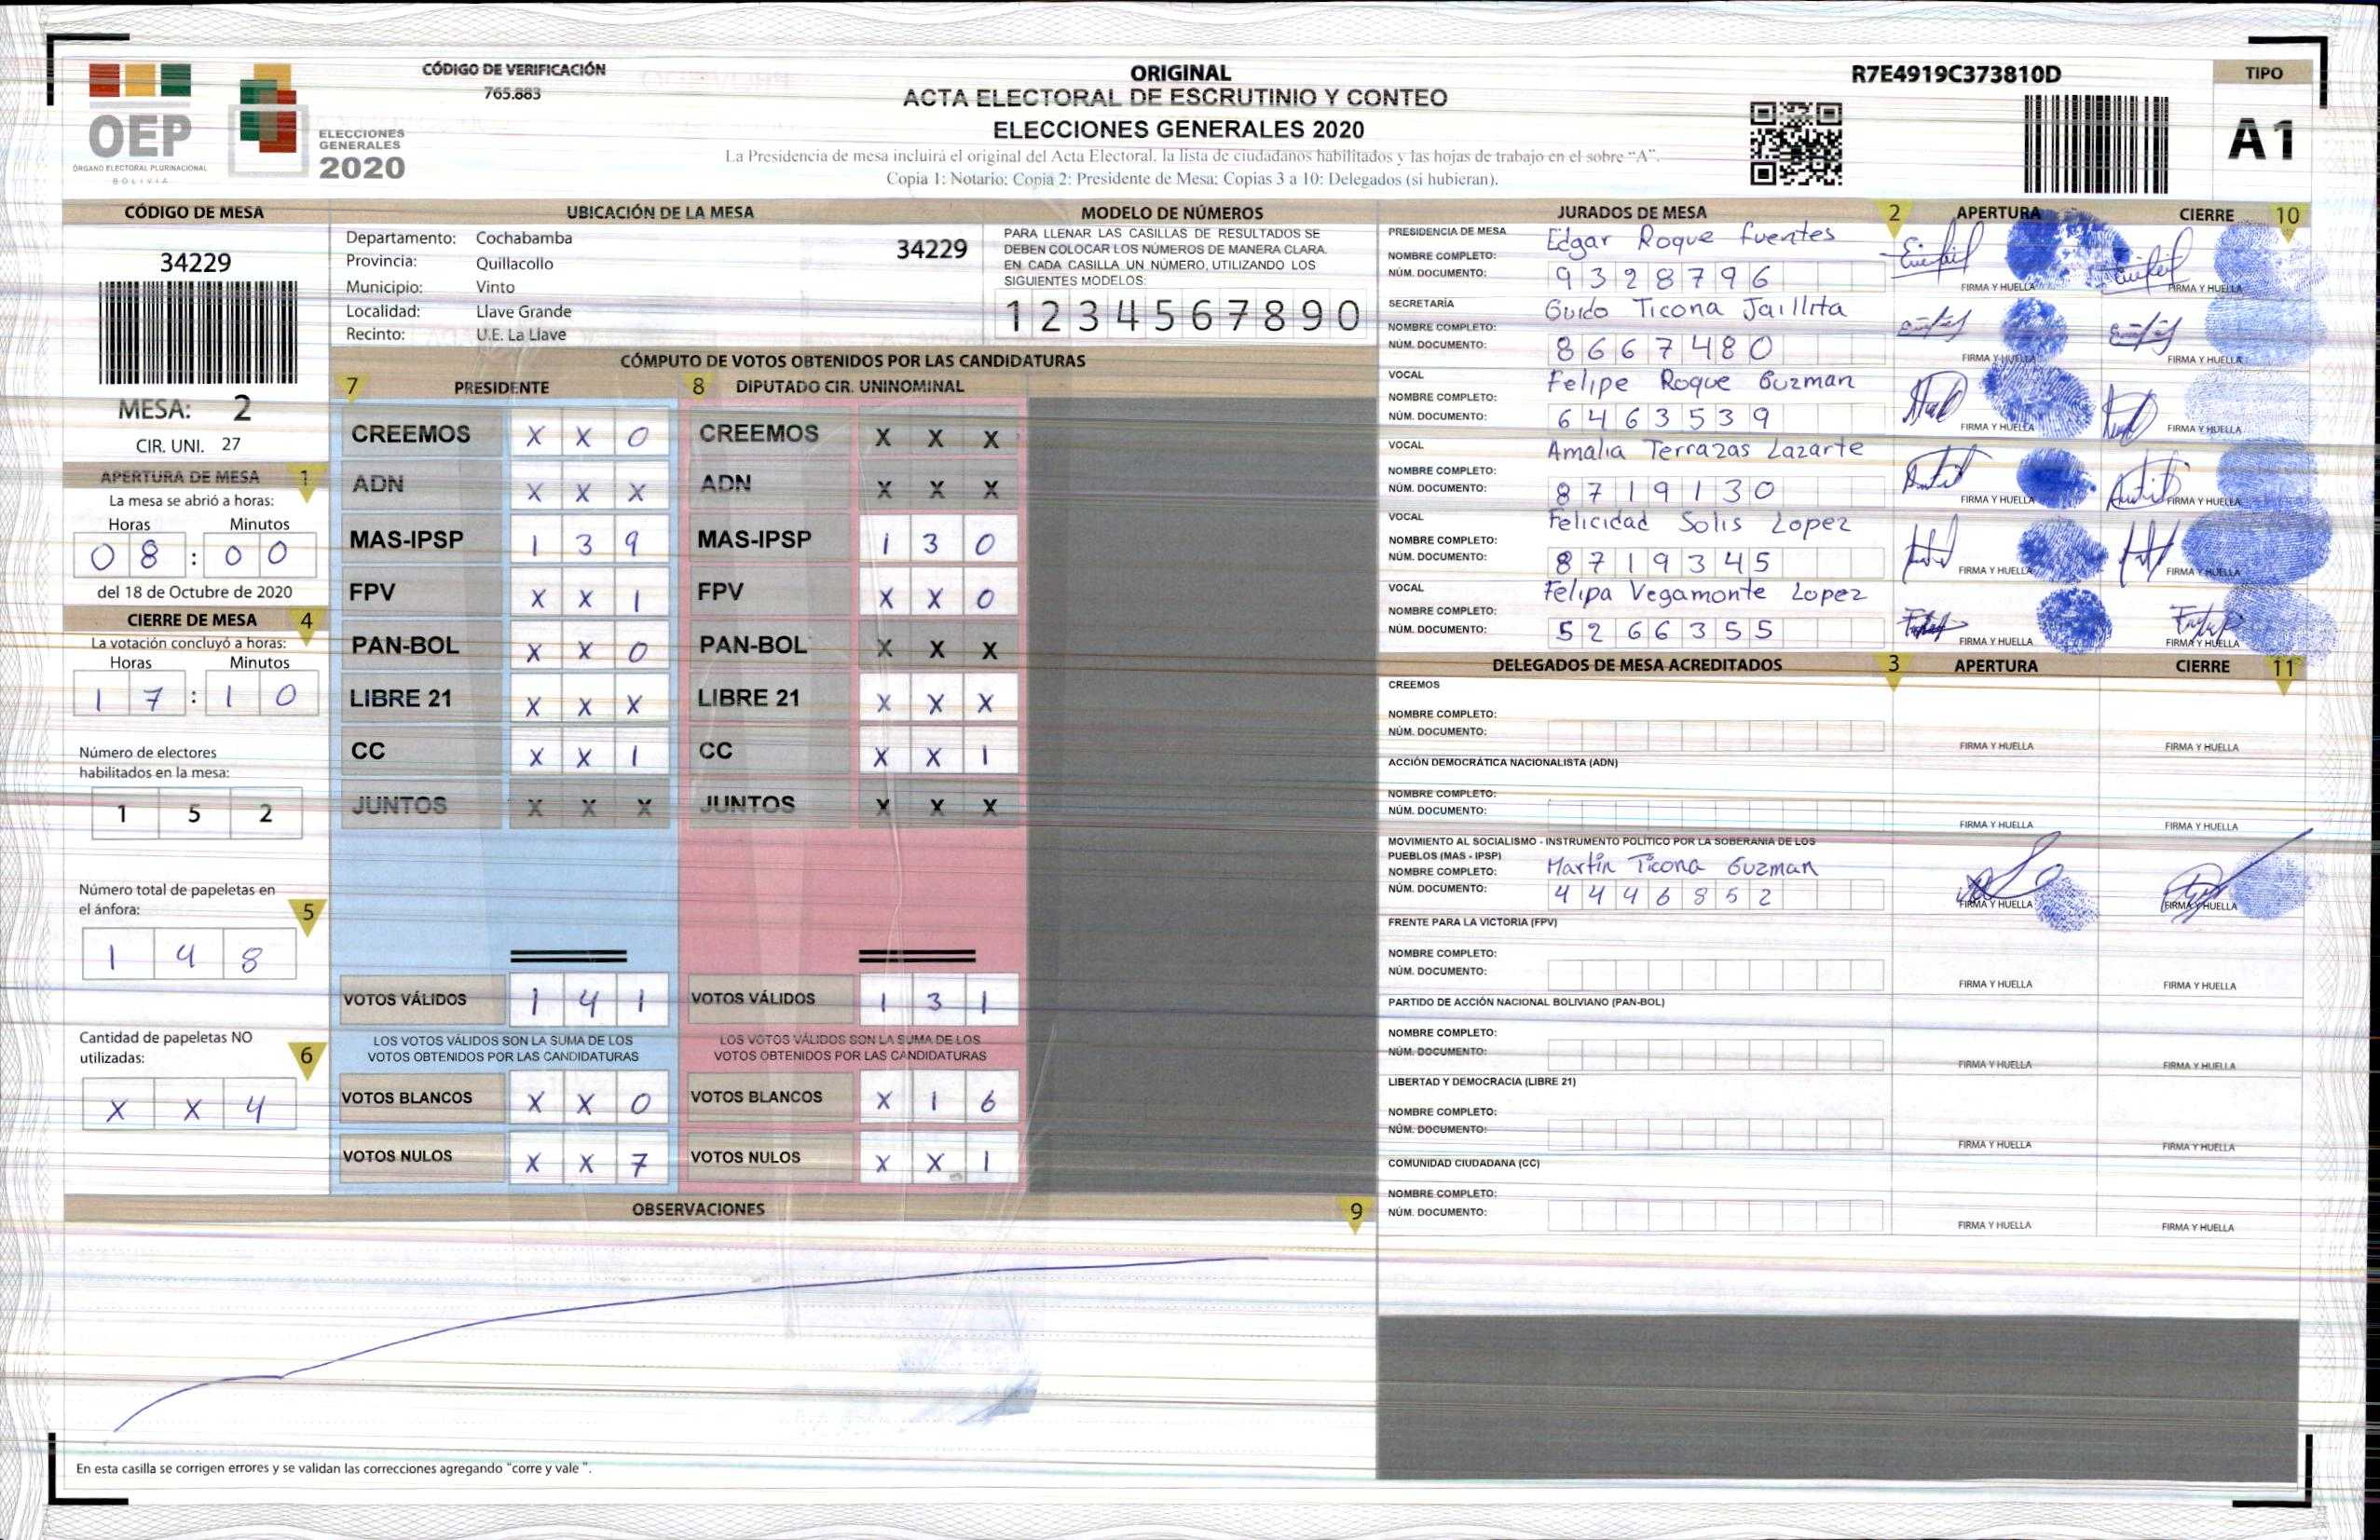 OEP
ÓRGANO ELECTORAL PLURINACIONAL
BOLIVIA
ELECCIONES
GENERALES
2020
CÓDIGO DE VERIFICACIÓN
765.883
ORIGINAL
ACTA ELECTORAL DE ESCRUTINIO Y CONTEO
ELECCIONES GENERALES 2020
La Presidencia de mesa incluirá el original del Acta Electoral, la lista de ciudadanos habilitados y las hojas de trabajo en el sobre "A".
Copia 1: Notario; Copia 2: Presidente de Mesa; Copias 3 a 10: Delegados (si hubieran).
R7E4919C373810D
TIPO
A1
CÓDIGO DE MESA
34229
MESA: 2
CIR. UNI. 27
APERTURA DE MESA 1
La mesa se abrió a horas:
Horas Minutos
08 : 00
del 18 de Octubre de 2020
CIERRE DE MESA 4
La votación concluyó a horas:
Horas Minutos
17 : 10
Número de electores
habilitados en la mesa:
1 5 2
Número total de papeletas en
el ánfora: 5
1 4 8
Cantidad de papeletas NO
utilizadas: 6
X X 4
UBICACIÓN DE LA MESA
Departamento: Cochabamba 34229
Provincia: Quillacollo
Municipio: Vinto
Localidad: Llave Grande
Recinto: U.E. La Llave
MODELO DE NÚMEROS
PARA LLENAR LAS CASILLAS DE RESULTADOS SE
DEBEN COLOCAR LOS NÚMEROS DE MANERA CLARA.
EN CADA CASILLA UN NÚMERO, UTILIZANDO LOS
SIGUIENTES MODELOS:
1 2 3 4 5 6 7 8 9 0
CÓMPUTO DE VOTOS OBTENIDOS POR LAS CANDIDATURAS
7 PRESIDENTE 8 DIPUTADO CIR. UNINOMINAL
CREEMOS X X 0 CREEMOS X X X
ADN X X X ADN X X X
MAS-IPSP 1 3 9 MAS-IPSP 1 3 0
FPV X X 1 FPV X X 0
PAN-BOL X X 0 PAN-BOL X X X
LIBRE 21 X X X LIBRE 21 X X X
CC X X 1 CC X X 1
JUNTOS X X X JUNTOS X X X
VOTOS VÁLIDOS 1 4 1 VOTOS VÁLIDOS 1 3 1
LOS VOTOS VÁLIDOS SON LA SUMA DE LOS LOS VOTOS VÁLIDOS SON LA SUMA DE LOS
VOTOS OBTENIDOS POR LAS CANDIDATURAS VOTOS OBTENIDOS POR LAS CANDIDATURAS
VOTOS BLANCOS X X 0 VOTOS BLANCOS X 1 6
VOTOS NULOS X X 7 VOTOS NULOS X X 1
OBSERVACIONES 9
En esta casilla se corrigen errores y se validan las correcciones agregando "corre y vale ".
JURADOS DE MESA 2 APERTURA CIERRE 10
PRESIDENCIA DE MESA Edgar Roque Fuentes
NOMBRE COMPLETO:
NÚM. DOCUMENTO: 9328796 FIRMA Y HUELLA FIRMA Y HUELLA
SECRETARÍA Guido Ticona Jaillita
NOMBRE COMPLETO:
NÚM. DOCUMENTO: 8667480 FIRMA Y HUELLA FIRMA Y HUELLA
VOCAL Felipe Roque Guzman
NOMBRE COMPLETO:
NÚM. DOCUMENTO: 6463539 FIRMA Y HUELLA FIRMA Y HUELLA
VOCAL Amalia Terrazas Lazarte
NOMBRE COMPLETO:
NÚM. DOCUMENTO: 8719130 FIRMA Y HUELLA FIRMA Y HUELLA
VOCAL Felicidad Solis Lopez
NOMBRE COMPLETO:
NÚM. DOCUMENTO: 8719345 FIRMA Y HUELLA FIRMA Y HUELLA
VOCAL Felipa Vegamonte Lopez
NOMBRE COMPLETO:
NÚM. DOCUMENTO: 5266355 FIRMA Y HUELLA FIRMA Y HUELLA
DELEGADOS DE MESA ACREDITADOS 3 APERTURA CIERRE 11
CREEMOS
NOMBRE COMPLETO:
NÚM. DOCUMENTO: FIRMA Y HUELLA FIRMA Y HUELLA
ACCIÓN DEMOCRÁTICA NACIONALISTA (ADN)
NOMBRE COMPLETO:
NÚM. DOCUMENTO: FIRMA Y HUELLA FIRMA Y HUELLA
MOVIMIENTO AL SOCIALISMO - INSTRUMENTO POLÍTICO POR LA SOBERANIA DE LOS
PUEBLOS (MAS - IPSP)
NOMBRE COMPLETO: Martin Ticona Guzman
NÚM. DOCUMENTO: 4446852 FIRMA Y HUELLA FIRMA Y HUELLA
FRENTE PARA LA VICTORIA (FPV)
NOMBRE COMPLETO:
NÚM. DOCUMENTO: FIRMA Y HUELLA FIRMA Y HUELLA
PARTIDO DE ACCIÓN NACIONAL BOLIVIANO (PAN-BOL)
NOMBRE COMPLETO:
NÚM. DOCUMENTO: FIRMA Y HUELLA FIRMA Y HUELLA
LIBERTAD Y DEMOCRACIA (LIBRE 21)
NOMBRE COMPLETO:
NÚM. DOCUMENTO: FIRMA Y HUELLA FIRMA Y HUELLA
COMUNIDAD CIUDADANA (CC)
NOMBRE COMPLETO:
NÚM. DOCUMENTO: FIRMA Y HUELLA FIRMA Y HUELLA